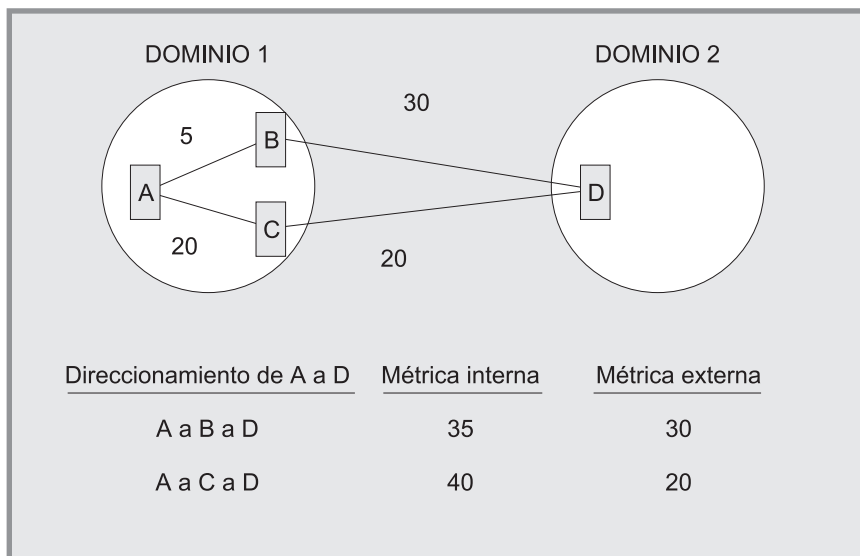 DOMINIO 1
DOMINIO 2
30
5
B
A
D
C
20
20
Direccionamiento de A a D Métrica interna Métrica externa
A a B a D 35 30
A a C a D 40 20